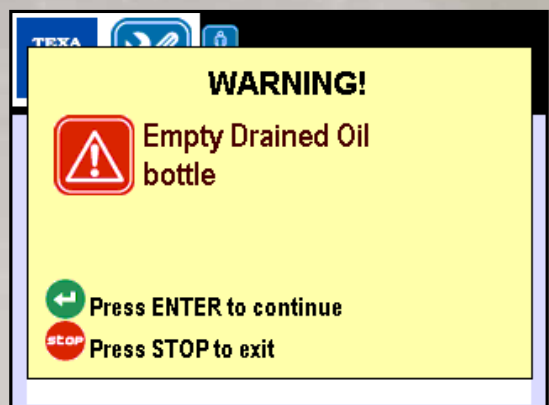 TEXA
WARNING!
Empty Drained Oil
bottle
Press ENTER to continue
stop Press STOP to exit